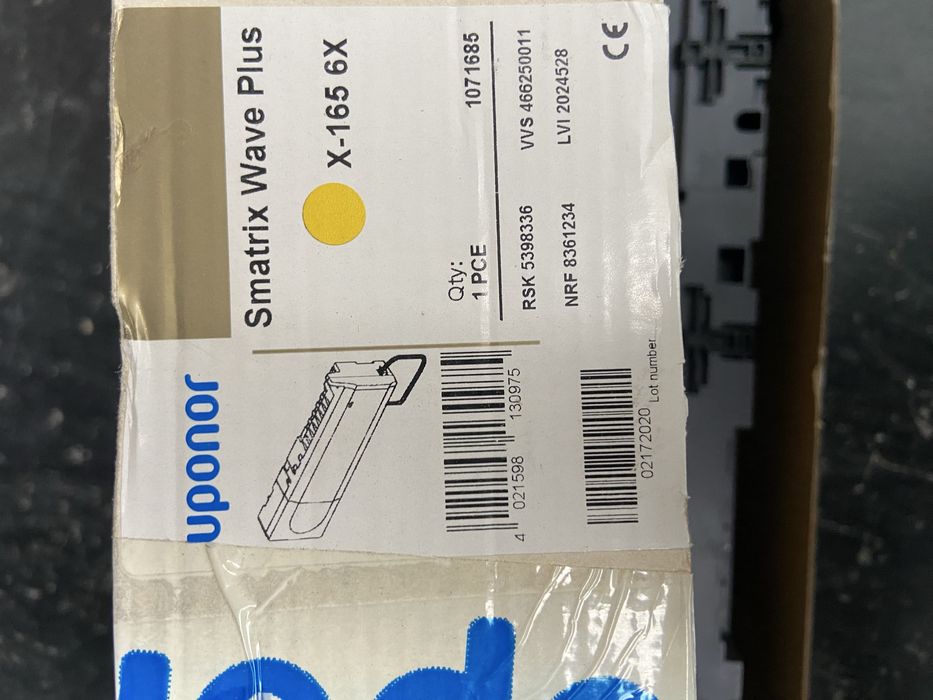 uponor
Smatrix Wave Plus
X-165 6X
Qty:
1 PCE 1071685
RSK 5398336 VVS 466250011
NRF 8361234 LVI 2024528
CE
4 021598 130975
02172020 Lot number